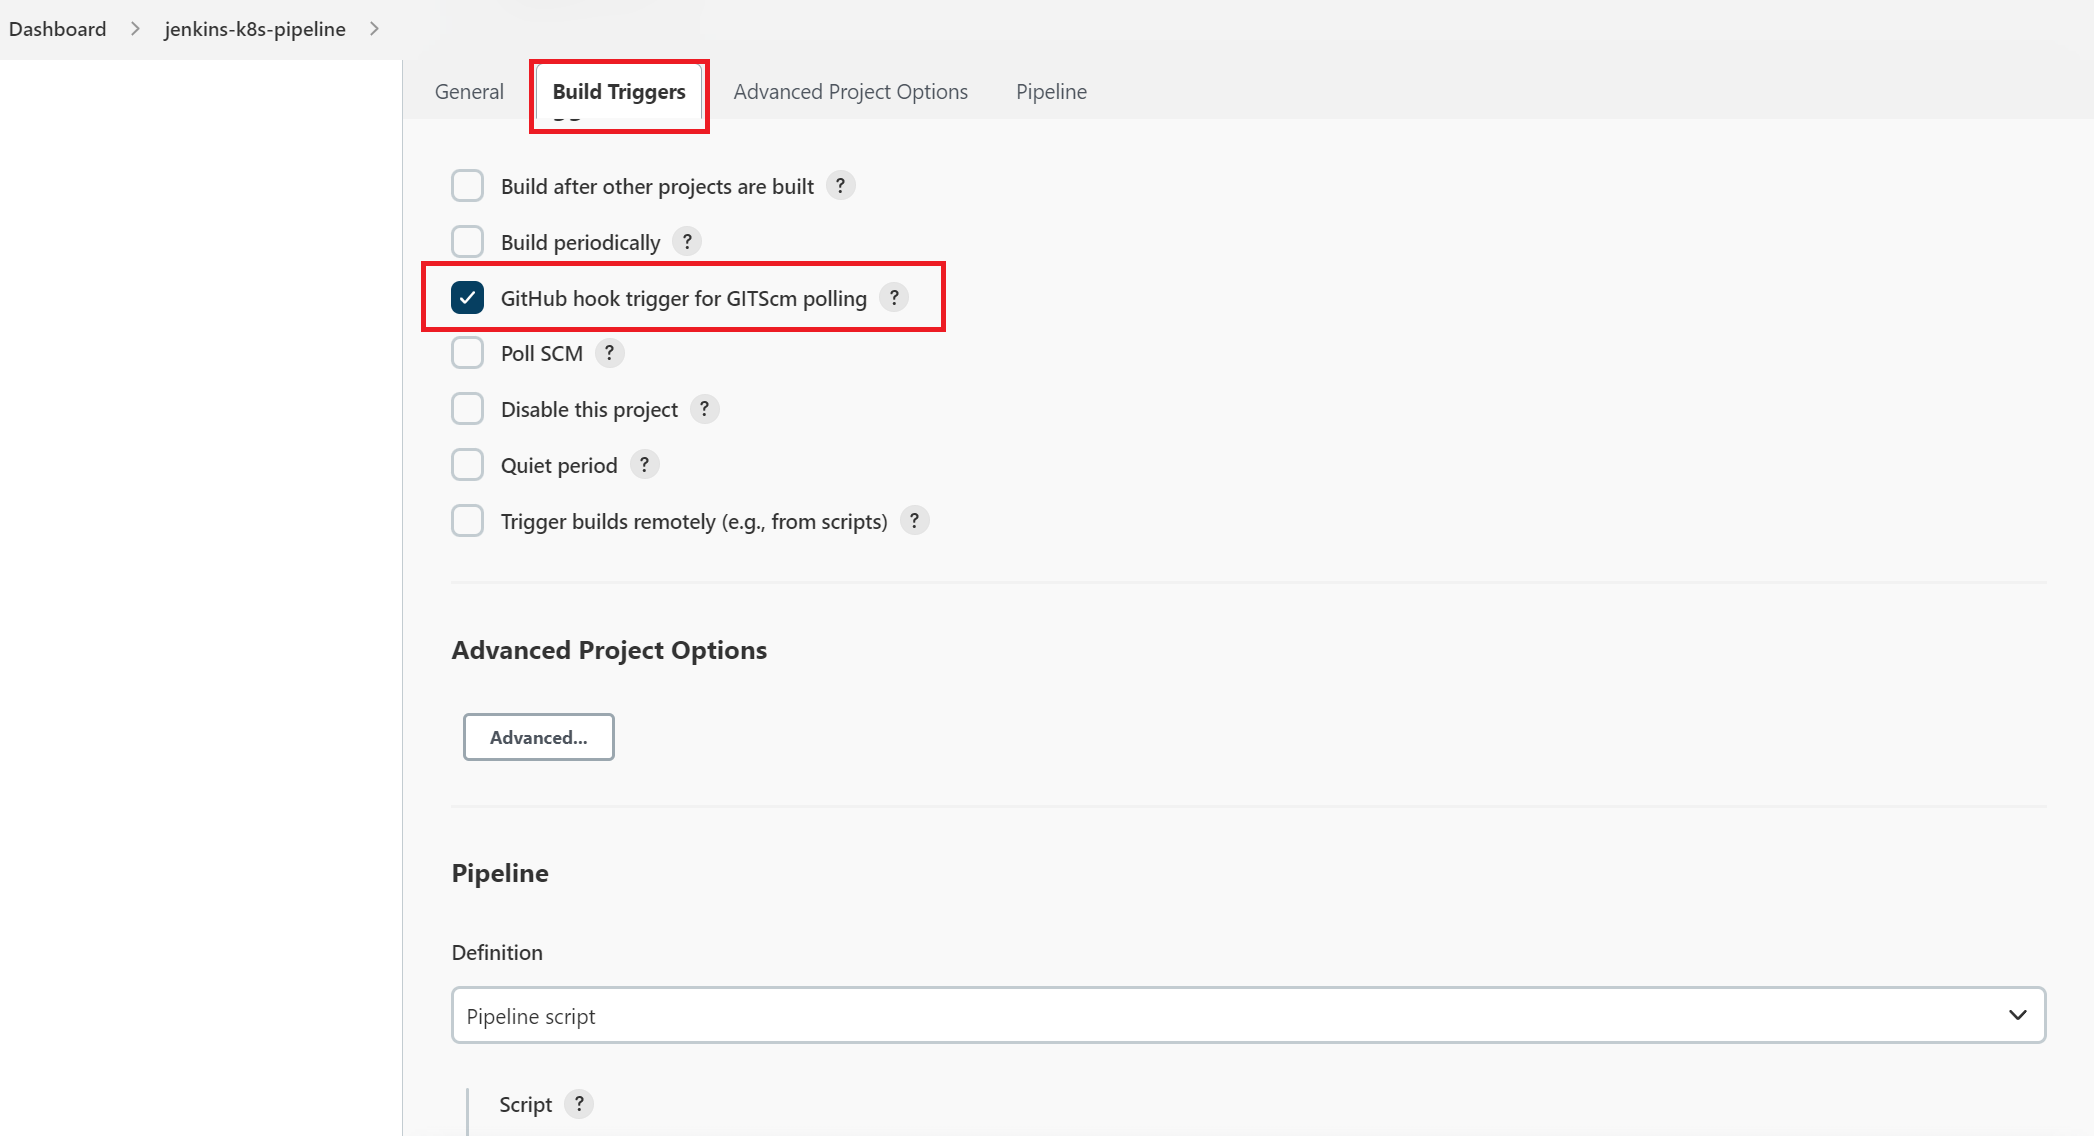 Dashboard > jenkins-k8s-pipeline >
General Build Triggers Advanced Project Options Pipeline
Build after other projects are built ?
Build periodically ?
GitHub hook trigger for GITScm polling ?
Poll SCM ?
Disable this project ?
Quiet period ?
Trigger builds remotely (e.g., from scripts) ?
Advanced Project Options
Advanced...
Pipeline
Definition
Pipeline script
Script ?